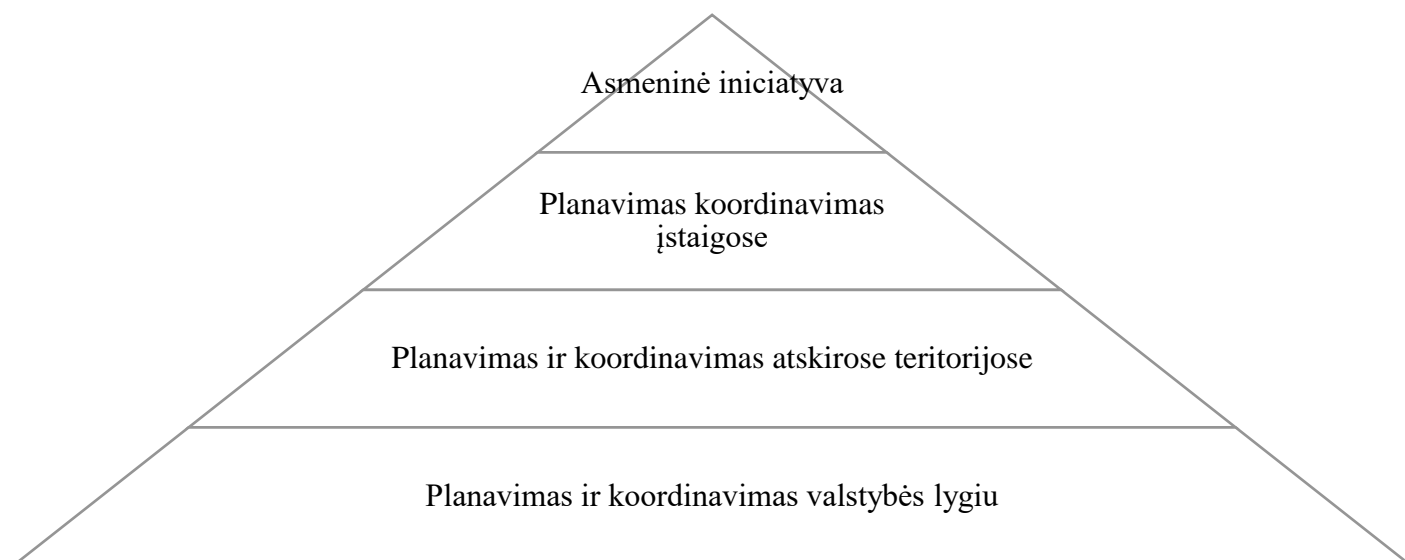 Asmeninė iniciatyva
Planavimas koordinavimas
įstaigose
Planavimas ir koordinavimas atskirose teritorijose
Planavimas ir koordinavimas valstybės lygiu